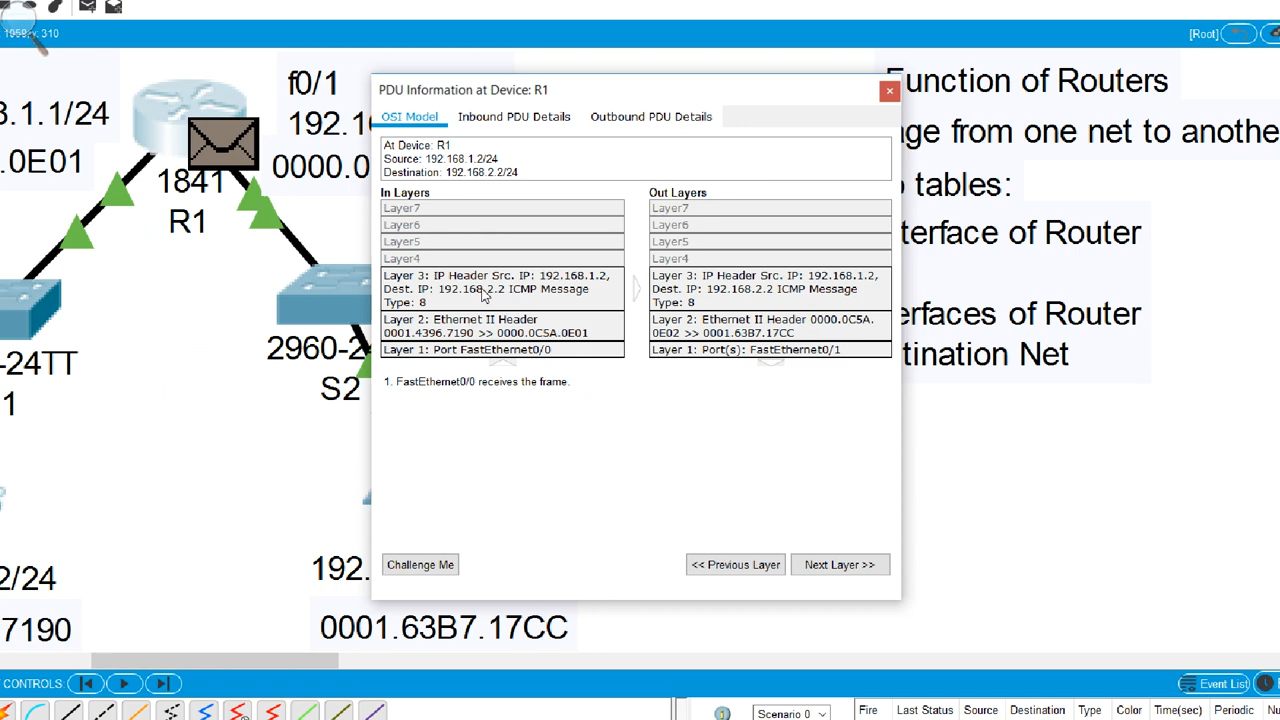 1959, y: 310
[Root]
3.1.1/24
.0E01
f0/1
192.16
0000.0
1841
R1
-24TT
1
2960-2
S2
2/24
7190
192.
0001.63B7.17CC
Function of Routers
age from one net to anothe
o tables:
terface of Router
erfaces of Router
tination Net
PDU Information at Device: R1
OSI Model
Inbound PDU Details
Outbound PDU Details
At Device: R1
Source: 192.168.1.2/24
Destination: 192.168.2.2/24
In Layers
Layer7
Layer6
Layer5
Layer4
Layer 3: IP Header Src. IP: 192.168.1.2,
Dest. IP: 192.168.2.2 ICMP Message
Type: 8
Layer 2: Ethernet II Header
0001.4396.7190 >> 0000.0C5A.0E01
Layer 1: Port FastEthernet0/0
Out Layers
Layer7
Layer6
Layer5
Layer4
Layer 3: IP Header Src. IP: 192.168.1.2,
Dest. IP: 192.168.2.2 ICMP Message
Type: 8
Layer 2: Ethernet II Header 0000.0C5A.
0E02 >> 0001.63B7.17CC
Layer 1: Port(s): FastEthernet0/1
1. FastEthernet0/0 receives the frame.
Challenge Me
<< Previous Layer
Next Layer >>
CONTROLS:
Event List
Scenario 0
Fire Last Status Source Destination Type Color Time(sec) Periodic Nu